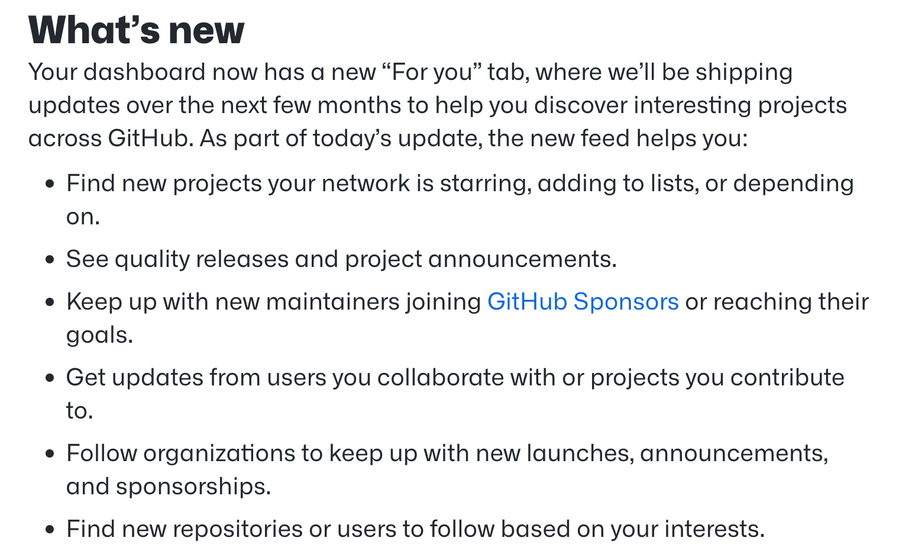 What’s new
Your dashboard now has a new “For you” tab, where we’ll be shipping
updates over the next few months to help you discover interesting projects
across GitHub. As part of today’s update, the new feed helps you:
• Find new projects your network is starring, adding to lists, or depending
on.
• See quality releases and project announcements.
• Keep up with new maintainers joining GitHub Sponsors or reaching their
goals.
• Get updates from users you collaborate with or projects you contribute
to.
• Follow organizations to keep up with new launches, announcements,
and sponsorships.
• Find new repositories or users to follow based on your interests.